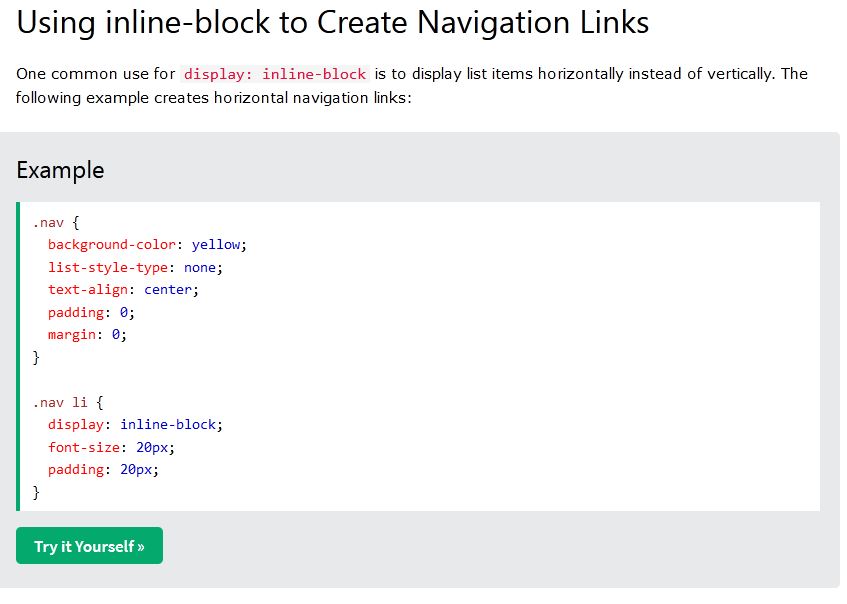 Using inline-block to Create Navigation Links
One common use for display: inline-block is to display list items horizontally instead of vertically. The
following example creates horizontal navigation links:
Example
.nav {
  background-color: yellow;
  list-style-type: none;
  text-align: center;
  padding: 0;
  margin: 0;
}
.nav li {
  display: inline-block;
  font-size: 20px;
  padding: 20px;
}
Try it Yourself »